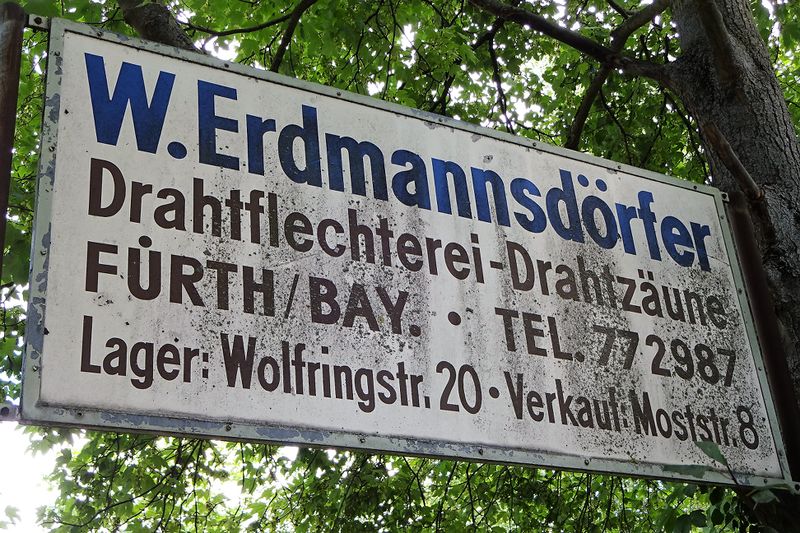 W. Erdmannsdörfer
Drahtflechterei-Drahtzäune
FÜRTH/BAY. · TEL. 772987
Lager: Wolfringstr. 20 · Verkauf: Moststr. 8